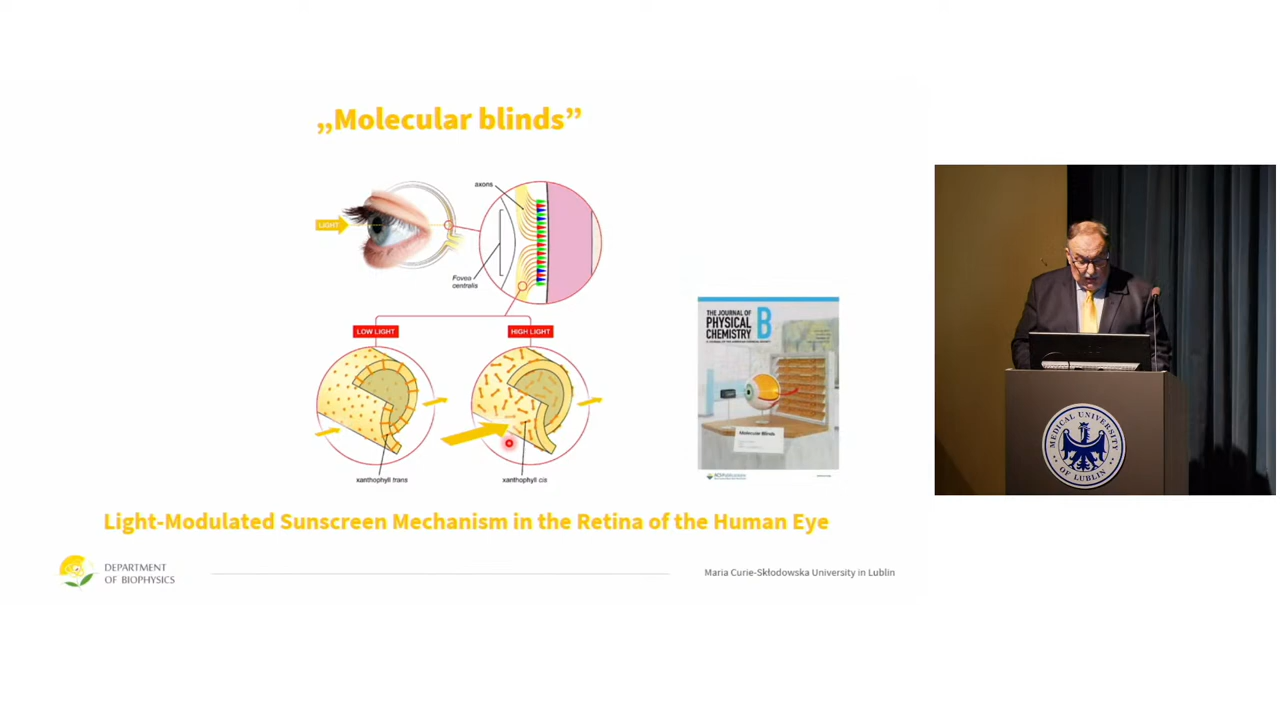 „Molecular blinds”
axons
LIGHT
Fovea
centralis
LOW LIGHT
HIGH LIGHT
xanthophyll trans
xanthophyll cis
THE JOURNAL OF
PHYSICAL
CHEMISTRY
B
Molecular Blinds
Light-Modulated Sunscreen Mechanism in the Retina of the Human Eye
DEPARTMENT
OF BIOPHYSICS
Maria Curie-Skłodowska University in Lublin
MEDICAL UNIVERSITY
OF LUBLIN